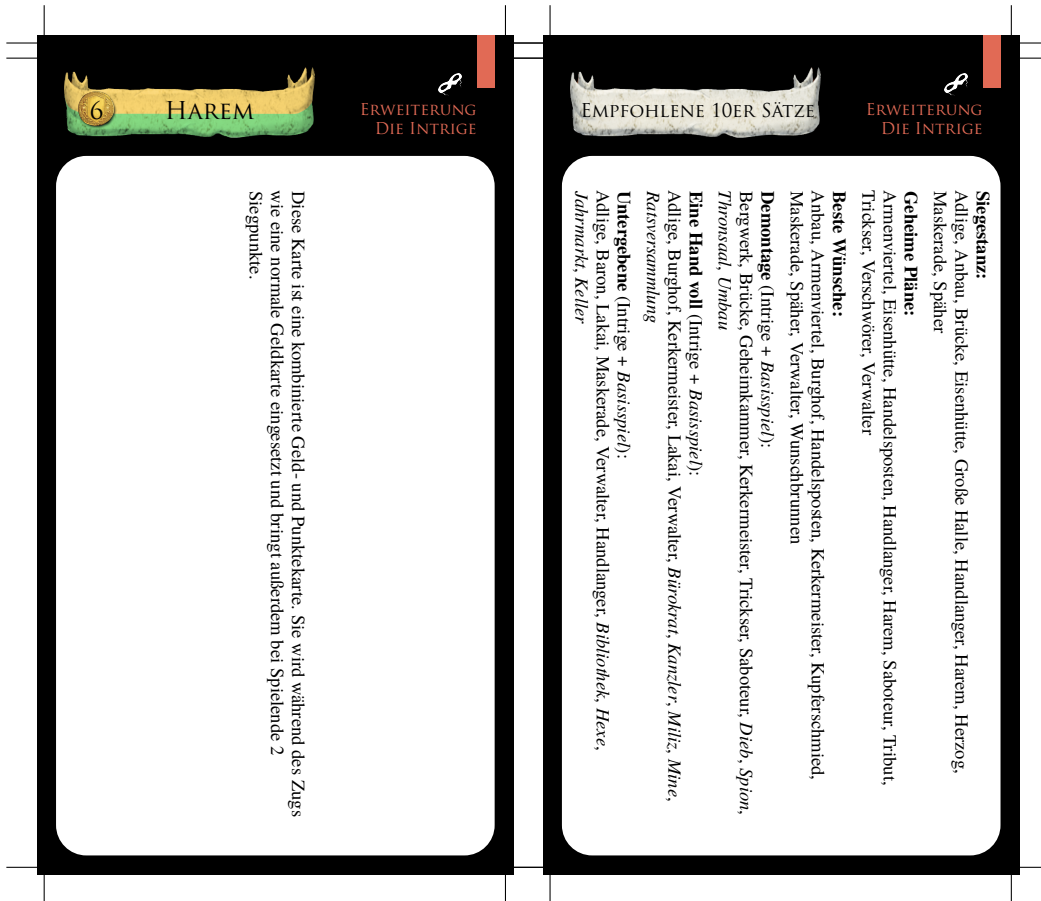 6
HAREM
ERWEITERUNG
DIE INTRIGE
Diese Karte ist eine kombinierte Geld- und Punktekarte. Sie wird während des Zugs
wie eine normale Geldkarte eingesetzt und bringt außerdem bei Spielende 2
Siegpunkte.
EMPFOHLENE 10ER SÄTZE
ERWEITERUNG
DIE INTRIGE
Siegestanz:
Adlige, Anbau, Brücke, Eisenhütte, Große Halle, Handlanger, Harem, Herzog,
Maskerade, Späher
Geheime Pläne:
Armenviertel, Eisenhütte, Handelsposten, Handlanger, Harem, Saboteur, Tribut,
Trickser, Verschwörer, Verwalter
Beste Wünsche:
Anbau, Armenviertel, Burghof, Handelsposten, Kerkermeister, Kupferschmied,
Maskerade, Späher, Verwalter, Wunschbrunnen
Demontage (Intrige + Basisspiel):
Bergwerk, Brücke, Geheimkammer, Kerkermeister, Trickser, Saboteur, Dieb, Spion,
Thronsaal, Umbau
Eine Hand voll (Intrige + Basisspiel):
Adlige, Burghof, Kerkermeister, Lakai, Verwalter, Bürokrat, Kanzler, Miliz, Mine,
Ratsversammlung
Untergebene (Intrige + Basisspiel):
Adlige, Baron, Lakai, Maskerade, Verwalter, Handlanger, Bibliothek, Hexe,
Jahrmarkt, Keller